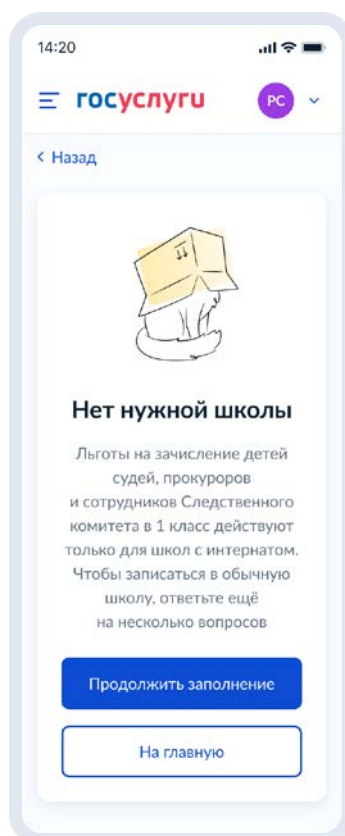 14:20
госуслуги
РС
Назад
Нет нужной школы
Льготы на зачисление детей
судей, прокуроров
и сотрудников Следственного
комитета в 1 класс действуют
только для школ с интернатом.
Чтобы записаться в обычную
школу, ответьте ещё
на несколько вопросов
Продолжить заполнение
На главную